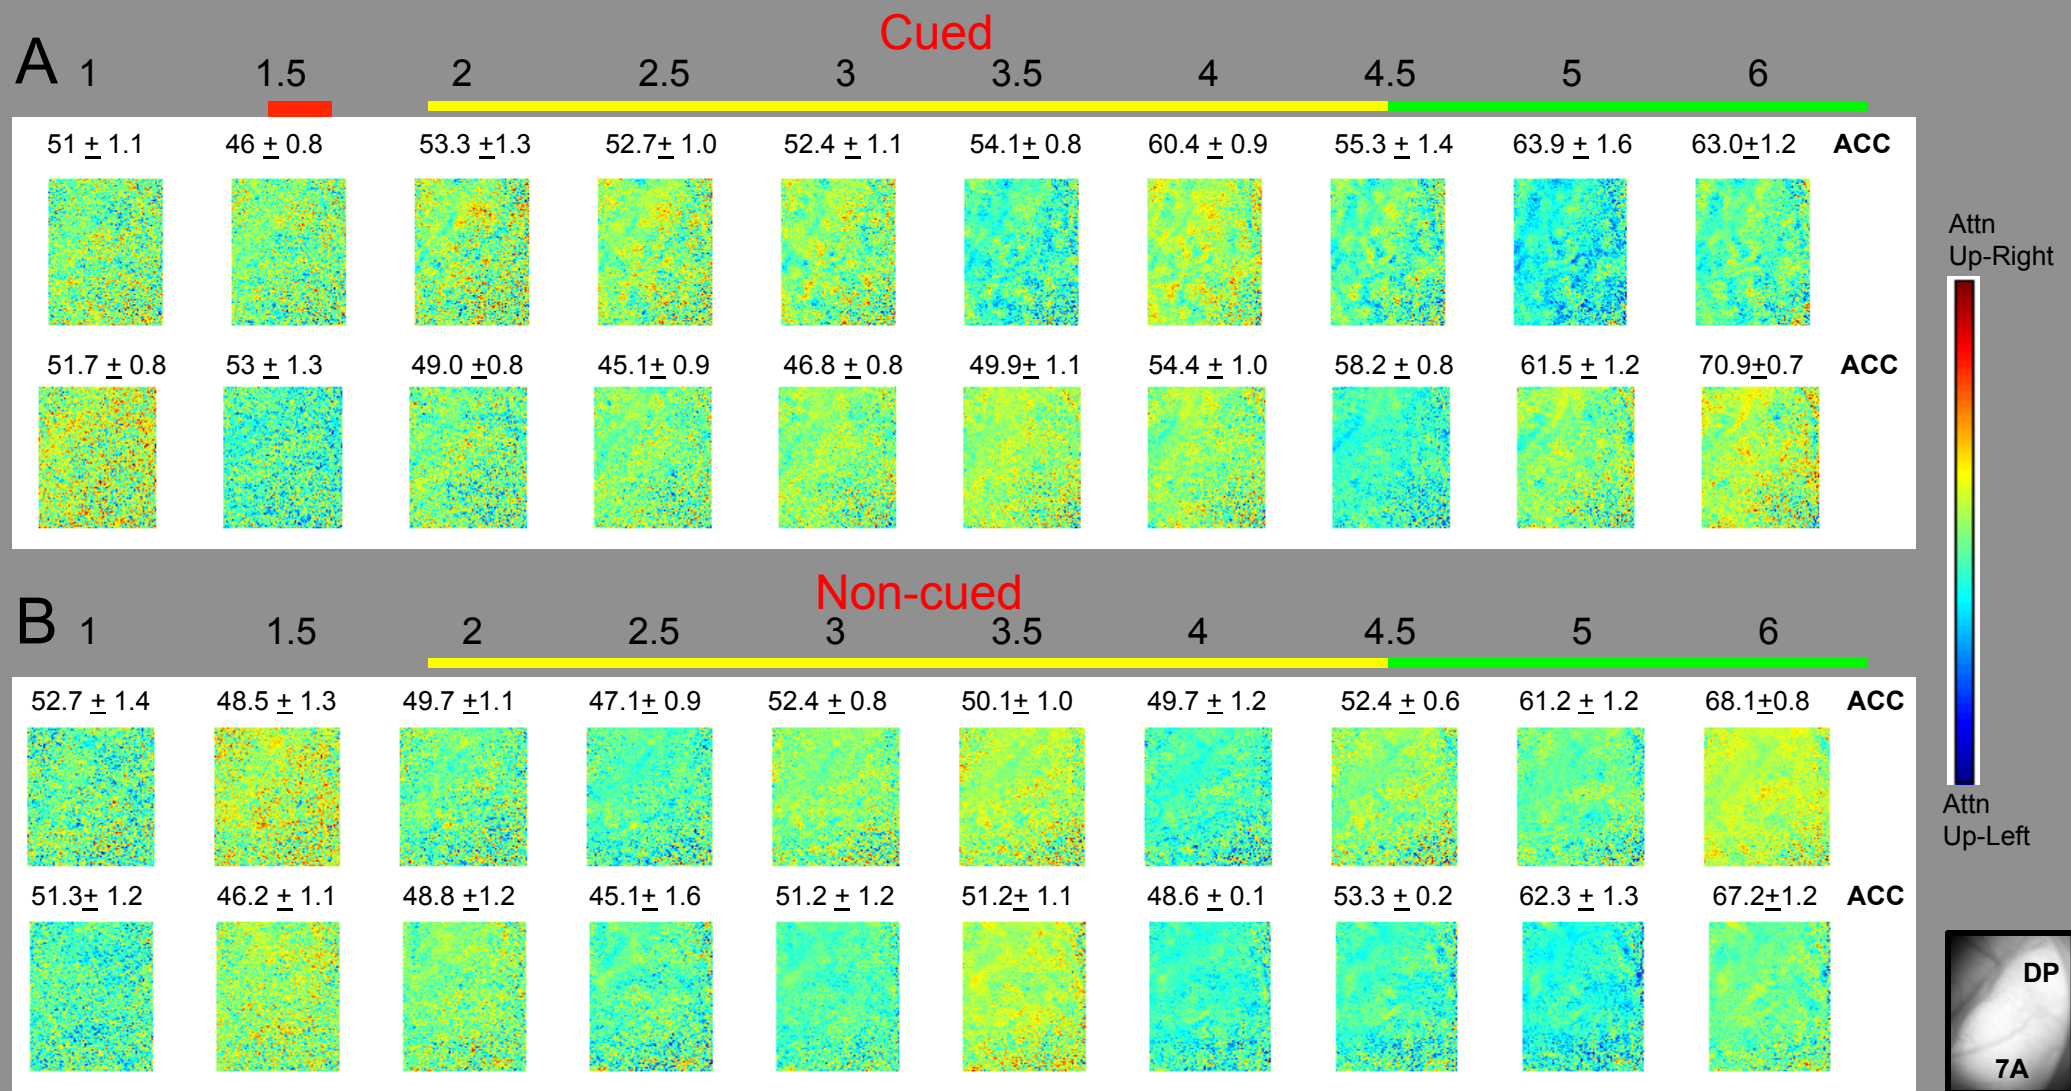 Cued
A 1 1.5 2 2.5 3 3.5 4 4.5 5 6
51 ± 1.1 46 ± 0.8 53.3 ±1.3 52.7± 1.0 52.4 ± 1.1 54.1± 0.8 60.4 ± 0.9 55.3 ± 1.4 63.9 ± 1.6 63.0±1.2 ACC
51.7 ± 0.8 53 ± 1.3 49.0 ±0.8 45.1± 0.9 46.8 ± 0.8 49.9± 1.1 54.4 ± 1.0 58.2 ± 0.8 61.5 ± 1.2 70.9±0.7 ACC
Attn
Up-Right
Non-cued
B 1 1.5 2 2.5 3 3.5 4 4.5 5 6
52.7 ± 1.4 48.5 ± 1.3 49.7 ±1.1 47.1± 0.9 52.4 ± 0.8 50.1± 1.0 49.7 ± 1.2 52.4 ± 0.6 61.2 ± 1.2 68.1±0.8 ACC
51.3± 1.2 46.2 ± 1.1 48.8 ±1.2 45.1± 1.6 51.2 ± 1.2 51.2± 1.1 48.6 ± 0.1 53.3 ± 0.2 62.3 ± 1.3 67.2±1.2 ACC
Attn
Up-Left
DP
7A